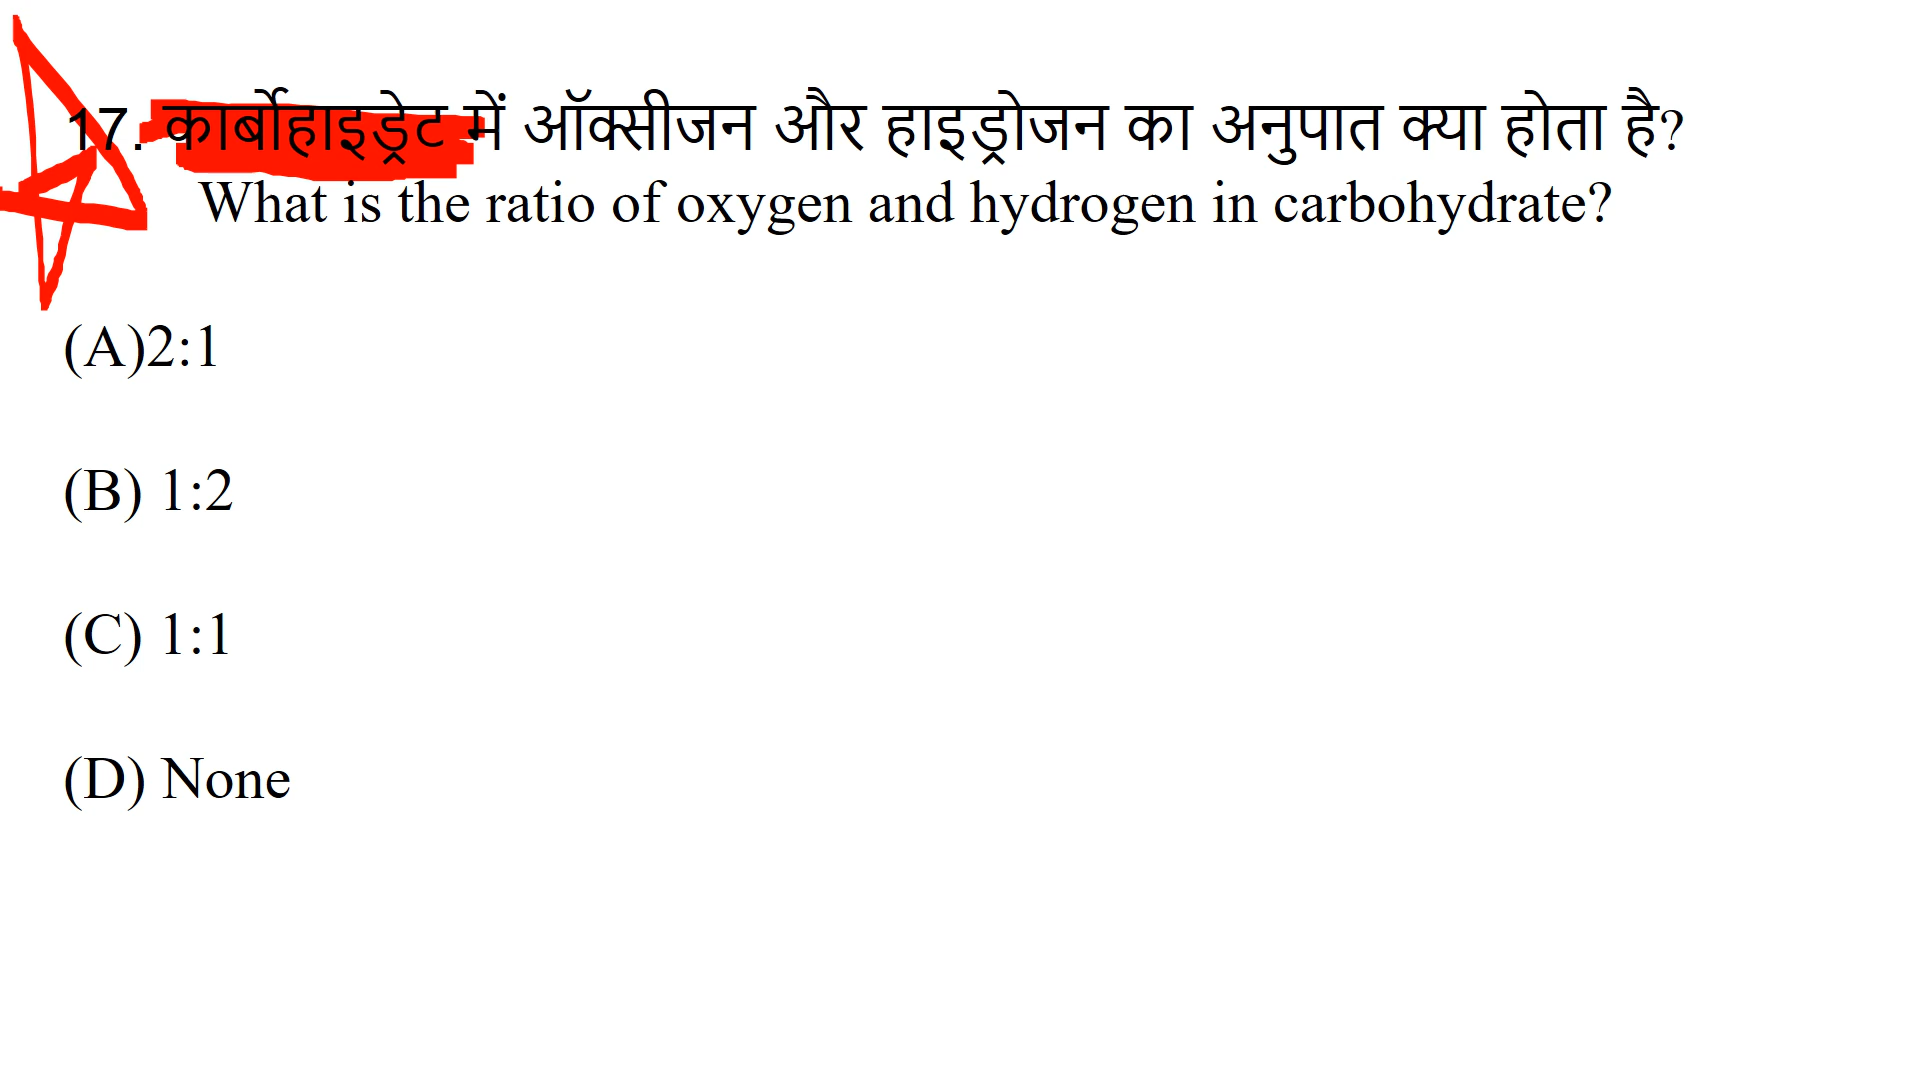 17. कार्बोहाइड्रेट में ऑक्सीजन और हाइड्रोजन का अनुपात क्या होता है?
What is the ratio of oxygen and hydrogen in carbohydrate?
(A)2:1
(B) 1:2
(C) 1:1
(D) None